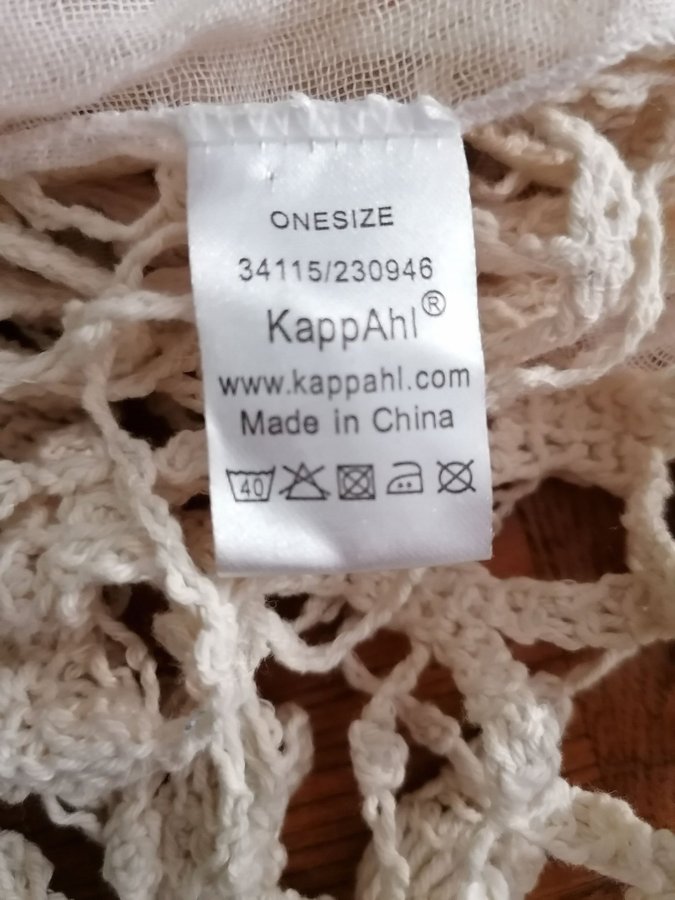 ONESIZE
34115/230946
KappAhl®
www.kappahl.com
Made in China
40